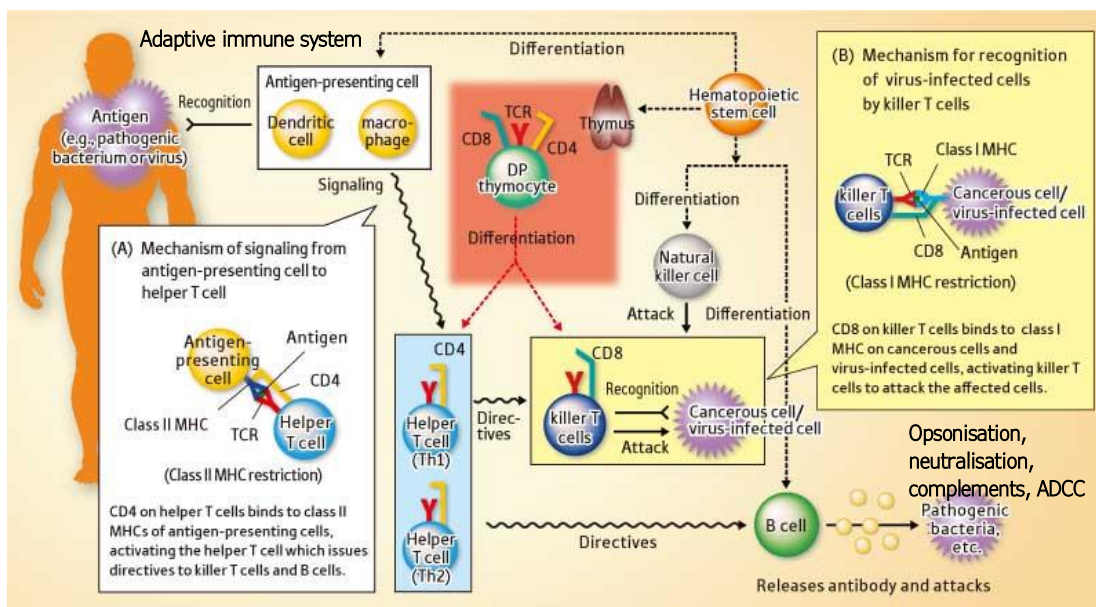 Adaptive immune system
Antigen
(e.g., pathogenic
bacterium or virus)
Recognition
Antigen-presenting cell
Dendritic
cell
macro-
phage
Differentiation
Hematopoietic
stem cell
Thymus
TCR
CD8
CD4
DP
thymocyte
Signaling
Differentiation
Differentiation
Natural
killer cell
Attack
Differentiation
(A) Mechanism of signaling from
antigen-presenting cell to
helper T cell
Antigen-
presenting
cell
Antigen
CD4
Class II MHC
TCR
Helper
T cell
(Class II MHC restriction)
CD4 on helper T cells binds to class II
MHCs of antigen-presenting cells,
activating the helper T cell which issues
directives to killer T cells and B cells.
CD4
Helper
T cell
(Th1)
Helper
T cell
(Th2)
Direc-
tives
CD8
killer T
cells
Recognition
Attack
Cancerous cell/
virus-infected cell
Directives
B cell
Releases antibody and attacks
(B) Mechanism for recognition
of virus-infected cells
by killer T cells
Class I MHC
TCR
killer T
cells
Cancerous cell/
virus-infected cell
CD8
Antigen
(Class I MHC restriction)
CD8 on killer T cells binds to class I
MHC on cancerous cells and
virus-infected cells, activating killer T
cells to attack the affected cells.
Opsonisation,
neutralisation,
complements, ADCC
Pathogenic
bacteria,
etc.